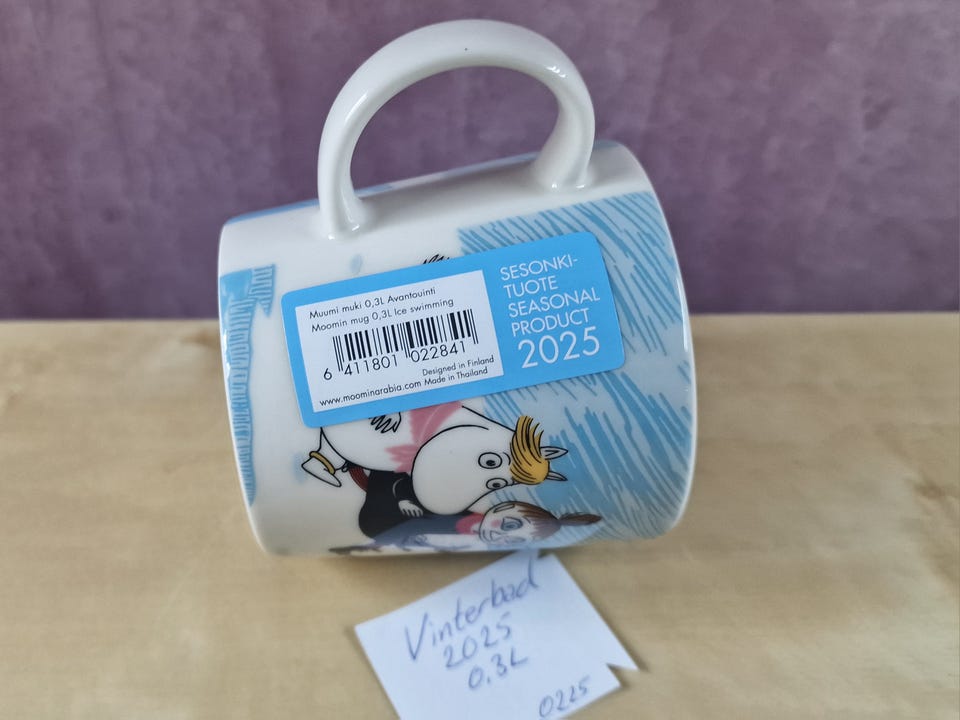 Muumi muki 0,3L Avantouinti
Moomin mug 0,3L Ice swimming
6 411801 022841
Designed in Finland
www.moominarabia.com Made in Thailand
SESONKI-
TUOTE
SEASONAL
PRODUCT
2025
Vinterbad
2025
0.3L
0225